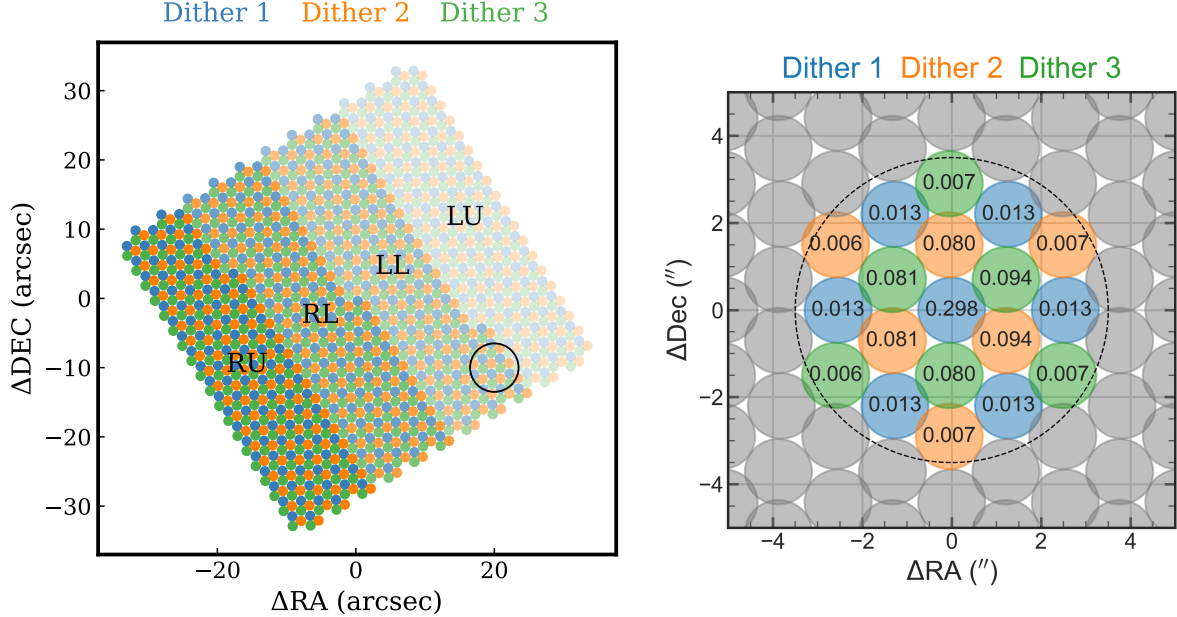 Dither 1 Dither 2 Dither 3
30
20
10
0
−10
−20
−30
ΔDEC (arcsec)
LU
LL
RL
RU
−20 0 20
ΔRA (arcsec)
Dither 1 Dither 2 Dither 3
4
2
0
−2
−4
ΔDec (″)
0.007
0.013 0.013
0.006 0.080 0.007
0.081 0.094
0.013 0.298 0.013
0.081 0.094
0.006 0.080 0.007
0.013 0.013
0.007
−4 −2 0 2 4
ΔRA (″)